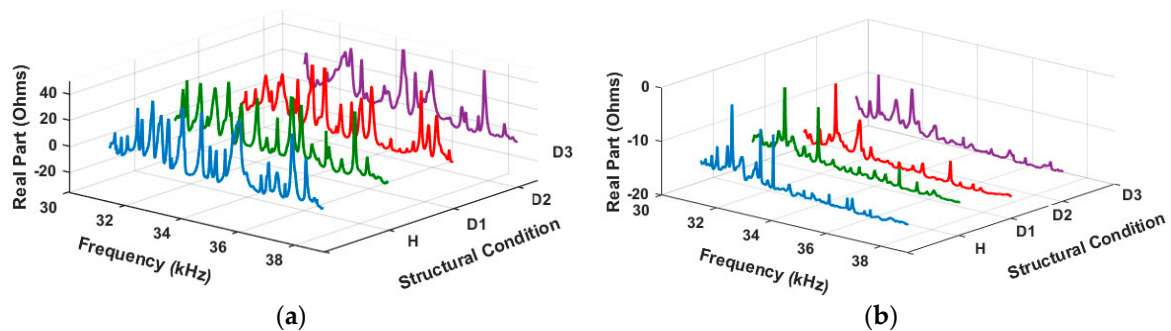 Real Part (Ohms)
40
20
0
-20
30
32
34
36
38
Frequency (kHz)
H
D1
D2
D3
Structural Condition
(a)
Real Part (Ohms)
0
-10
-20
30
32
34
36
38
Frequency (kHz)
H
D1
D2
D3
Structural Condition
(b)